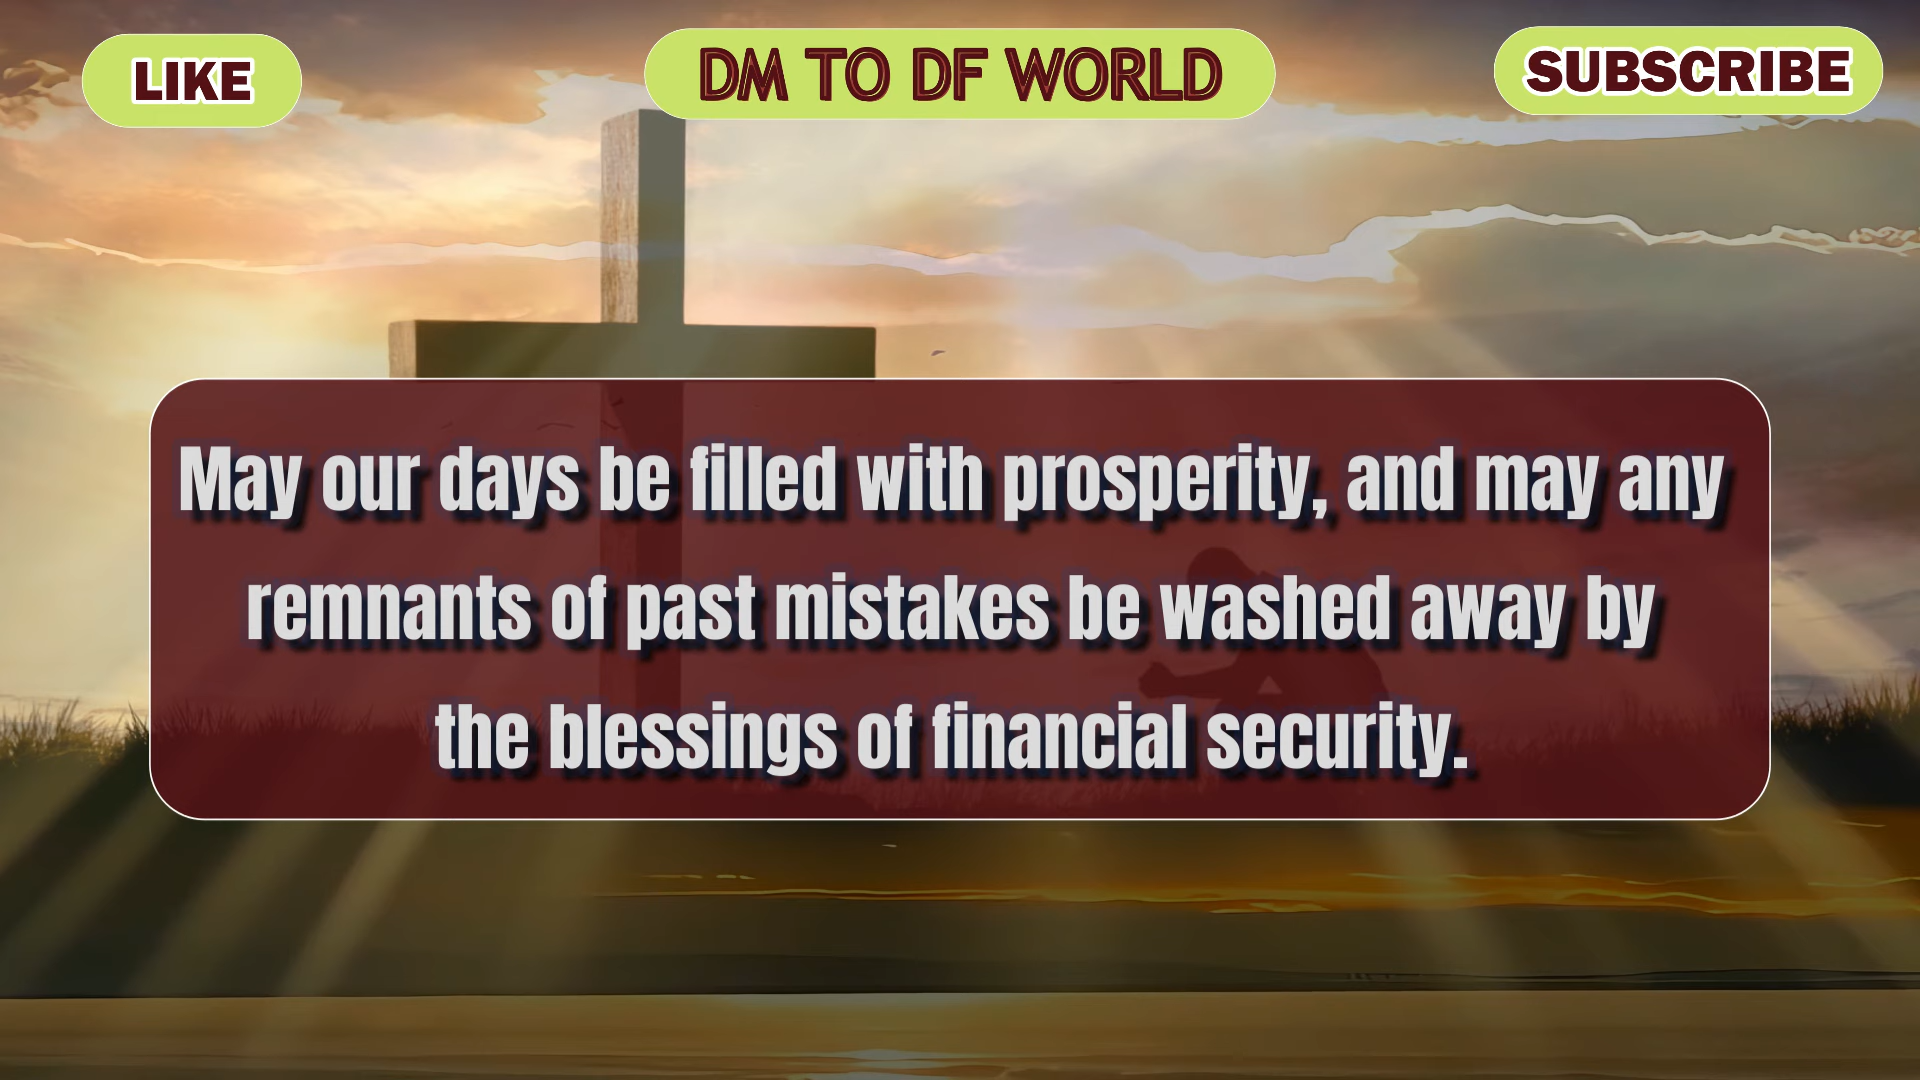 LIKE
DM TO DF WORLD
SUBSCRIBE
May our days be filled with prosperity, and may any
remnants of past mistakes be washed away by
the blessings of financial security.